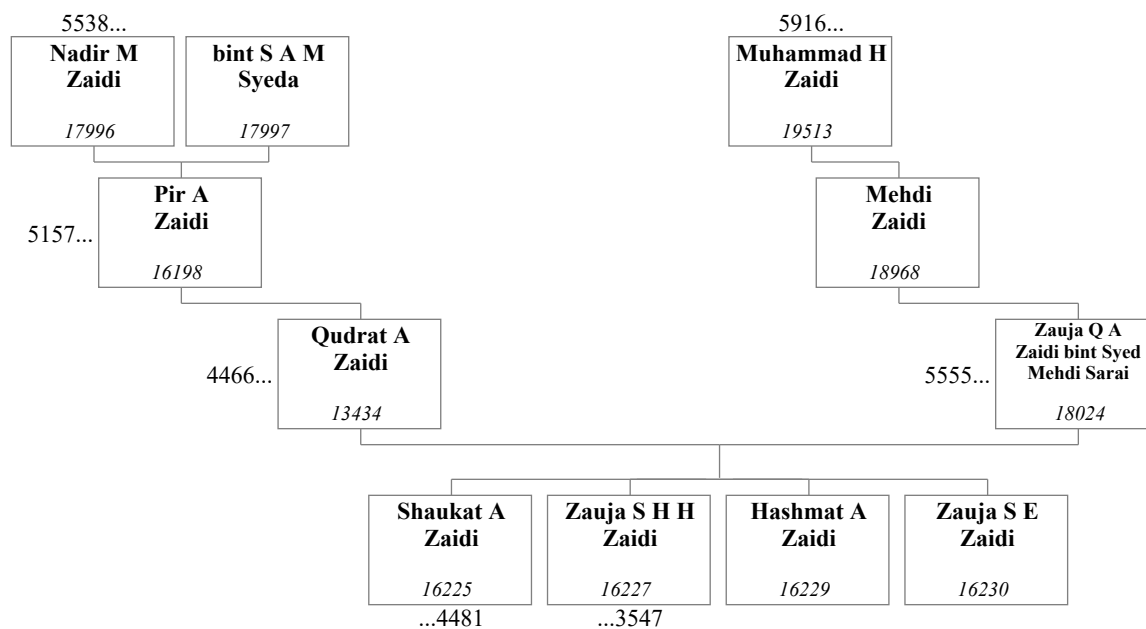 5538...
Nadir M
Zaidi
17996
bint S A M
Syeda
17997
5916...
Muhammad H
Zaidi
19513
5157...
Pir A
Zaidi
16198
Mehdi
Zaidi
18968
4466...
Qudrat A
Zaidi
13434
5555...
Zauja Q A
Zaidi bint Syed
Mehdi Sarai
18024
Shaukat A
Zaidi
16225
...4481
Zauja S H H
Zaidi
16227
...3547
Hashmat A
Zaidi
16229
Zauja S E
Zaidi
16230